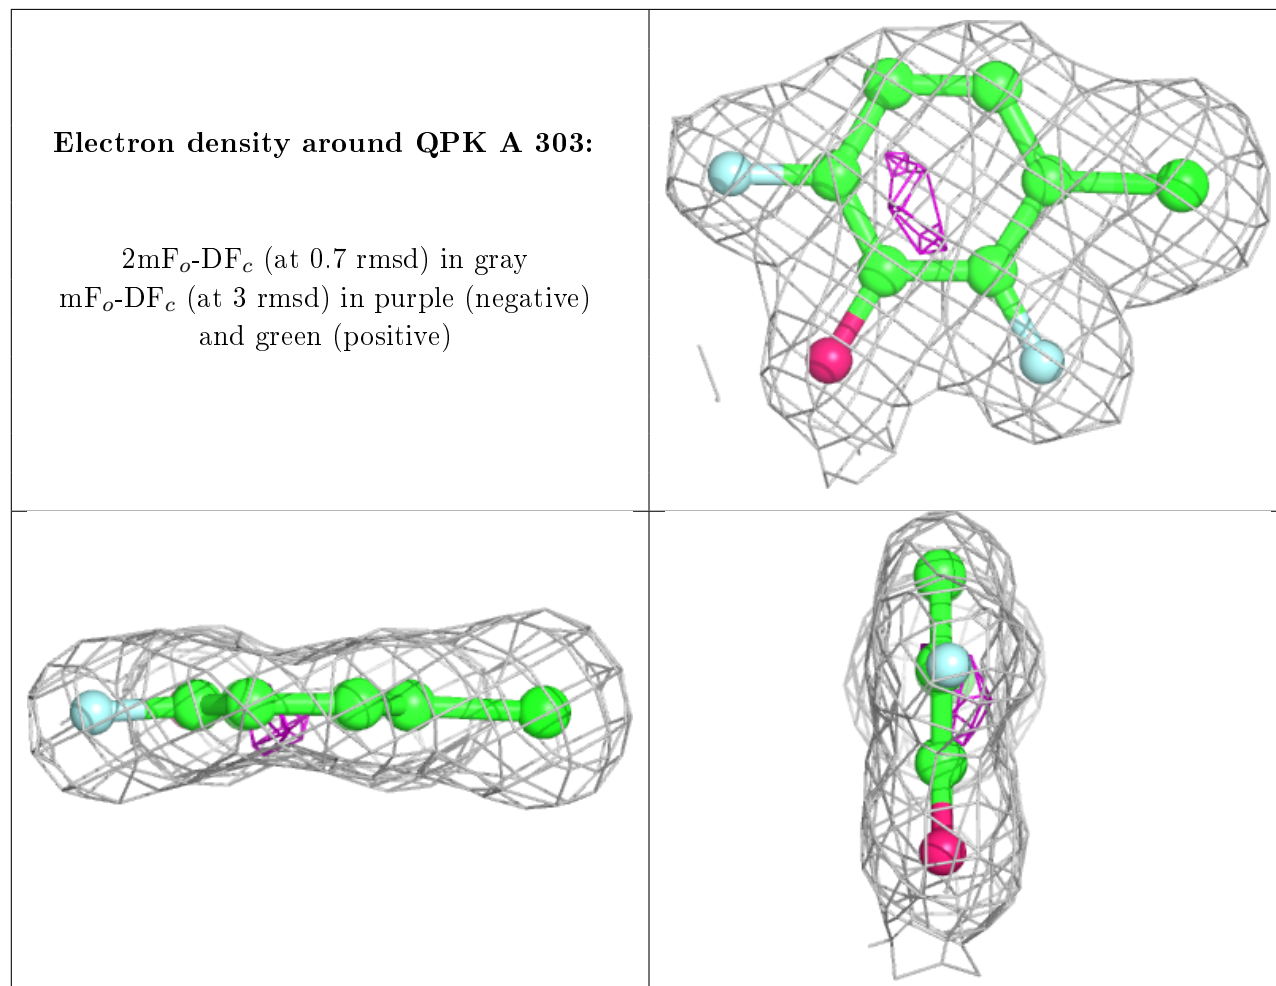 Electron density around QPK A 303:
2mFₒ-DF𝒸 (at 0.7 rmsd) in gray
mFₒ-DF𝒸 (at 3 rmsd) in purple (negative)
and green (positive)